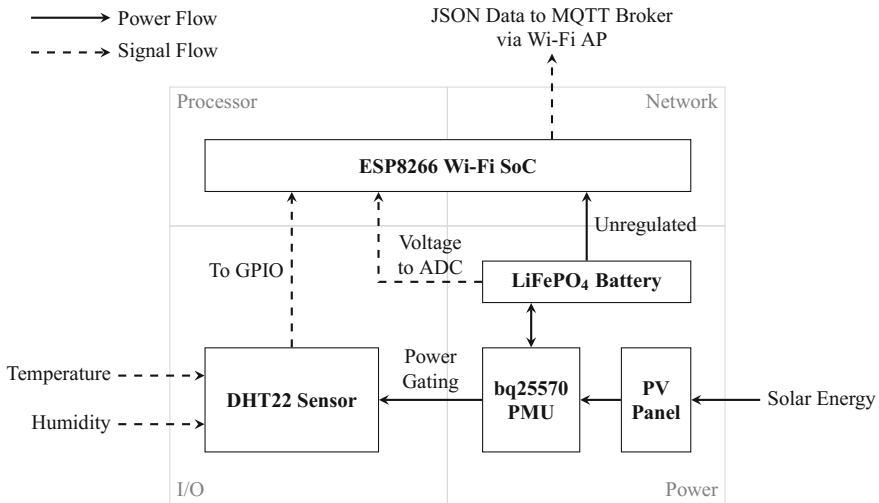 Power Flow
Signal Flow
JSON Data to MQTT Broker
via Wi-Fi AP
Processor
Network
ESP8266 Wi-Fi SoC
Unregulated
Voltage
to ADC
To GPIO
LiFePO4 Battery
Temperature
Humidity
DHT22 Sensor
Power
Gating
bq25570
PMU
PV
Panel
Solar Energy
I/O
Power